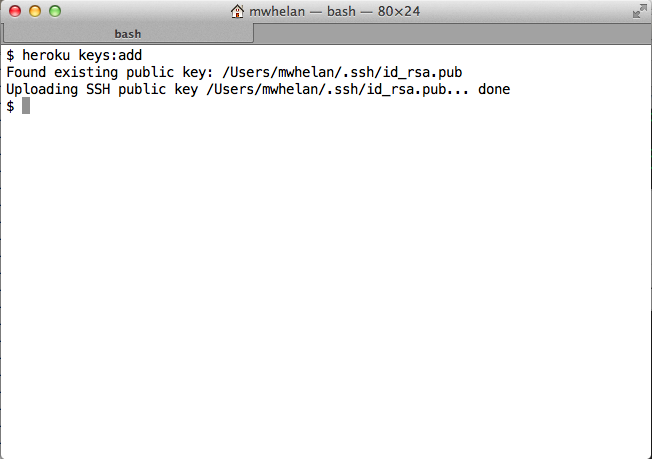 mwhelan — bash — 80×24
bash
$ heroku keys:add
Found existing public key: /Users/mwhelan/.ssh/id_rsa.pub
Uploading SSH public key /Users/mwhelan/.ssh/id_rsa.pub... done
$